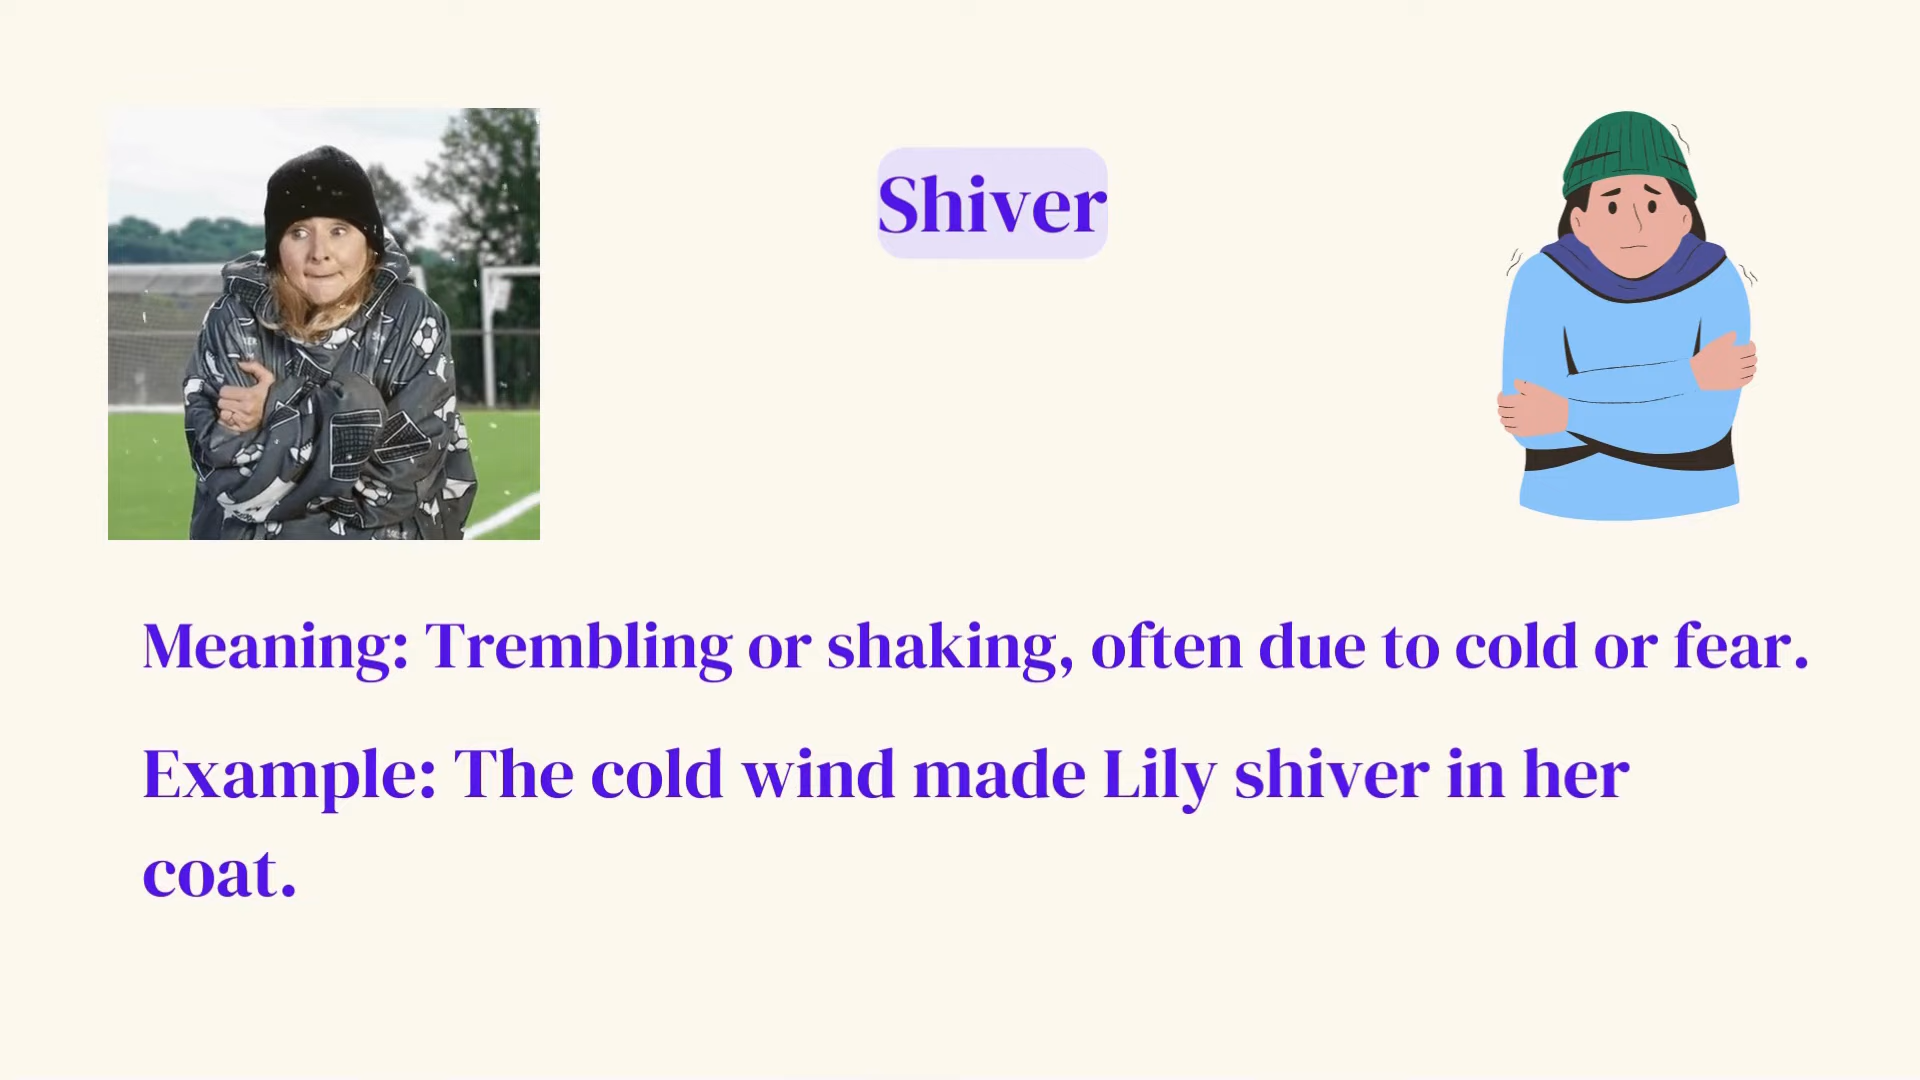 Shiver
Meaning: Trembling or shaking, often due to cold or fear.
Example: The cold wind made Lily shiver in her
coat.